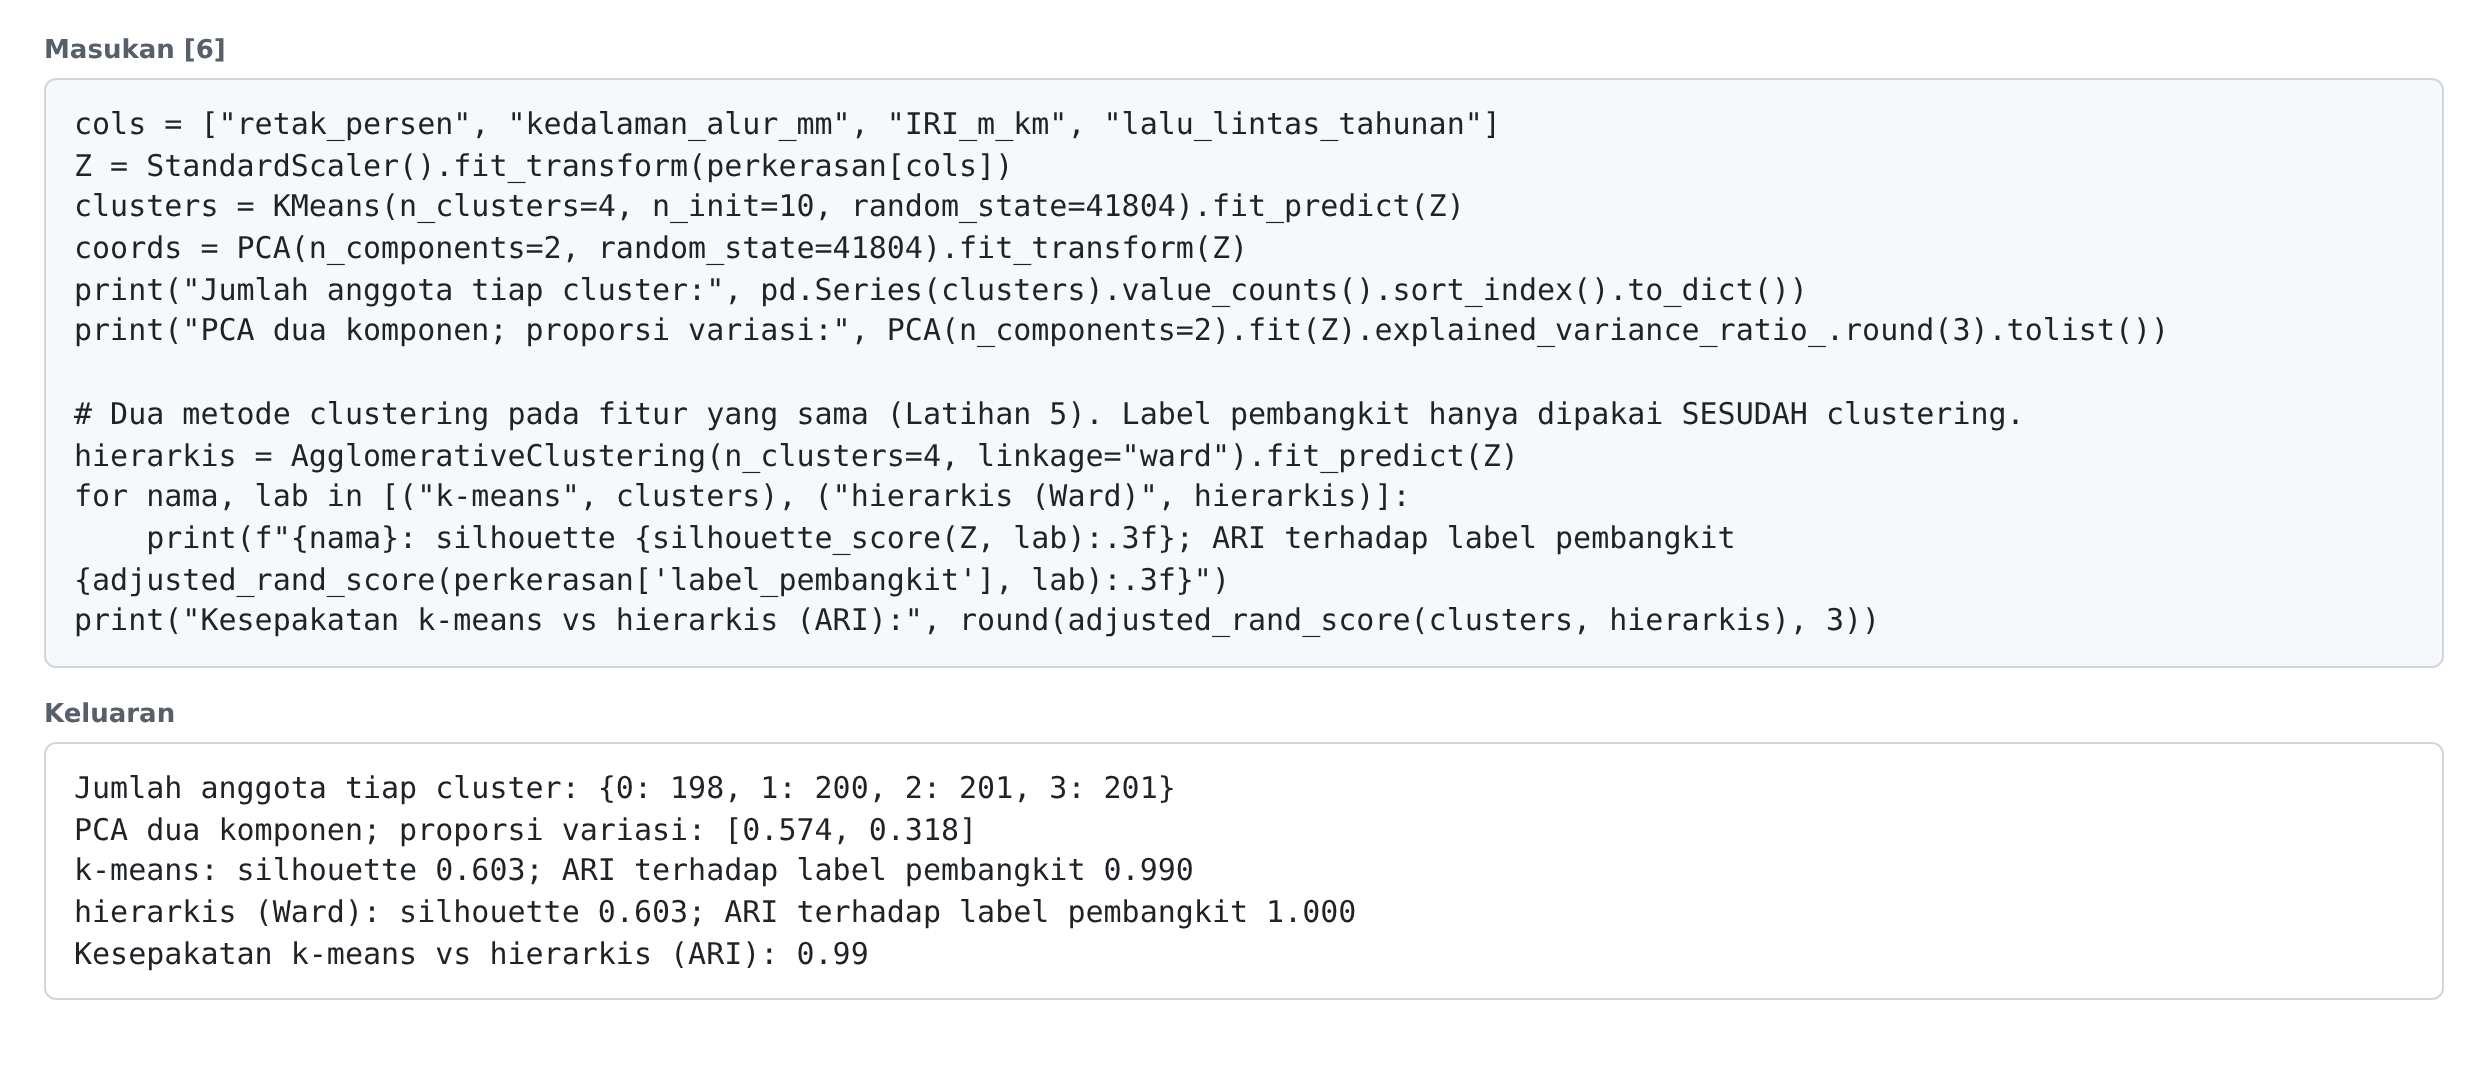 Masukan [6]
cols = ["retak_persen", "kedalaman_alur_mm", "IRI_m_km", "lalu_lintas_tahunan"]
Z = StandardScaler().fit_transform(perkerasan[cols])
clusters = KMeans(n_clusters=4, n_init=10, random_state=41804).fit_predict(Z)
coords = PCA(n_components=2, random_state=41804).fit_transform(Z)
print("Jumlah anggota tiap cluster:", pd.Series(clusters).value_counts().sort_index().to_dict())
print("PCA dua komponen; proporsi variasi:", PCA(n_components=2).fit(Z).explained_variance_ratio_.round(3).tolist())

# Dua metode clustering pada fitur yang sama (Latihan 5). Label pembangkit hanya dipakai SESUDAH clustering.
hierarkis = AgglomerativeClustering(n_clusters=4, linkage="ward").fit_predict(Z)
for nama, lab in [("k-means", clusters), ("hierarkis (Ward)", hierarkis)]:
    print(f"{nama}: silhouette {silhouette_score(Z, lab):.3f}; ARI terhadap label pembangkit
{adjusted_rand_score(perkerasan['label_pembangkit'], lab):.3f}")
print("Kesepakatan k-means vs hierarkis (ARI):", round(adjusted_rand_score(clusters, hierarkis), 3))
Keluaran
Jumlah anggota tiap cluster: {0: 198, 1: 200, 2: 201, 3: 201}
PCA dua komponen; proporsi variasi: [0.574, 0.318]
k-means: silhouette 0.603; ARI terhadap label pembangkit 0.990
hierarkis (Ward): silhouette 0.603; ARI terhadap label pembangkit 1.000
Kesepakatan k-means vs hierarkis (ARI): 0.99